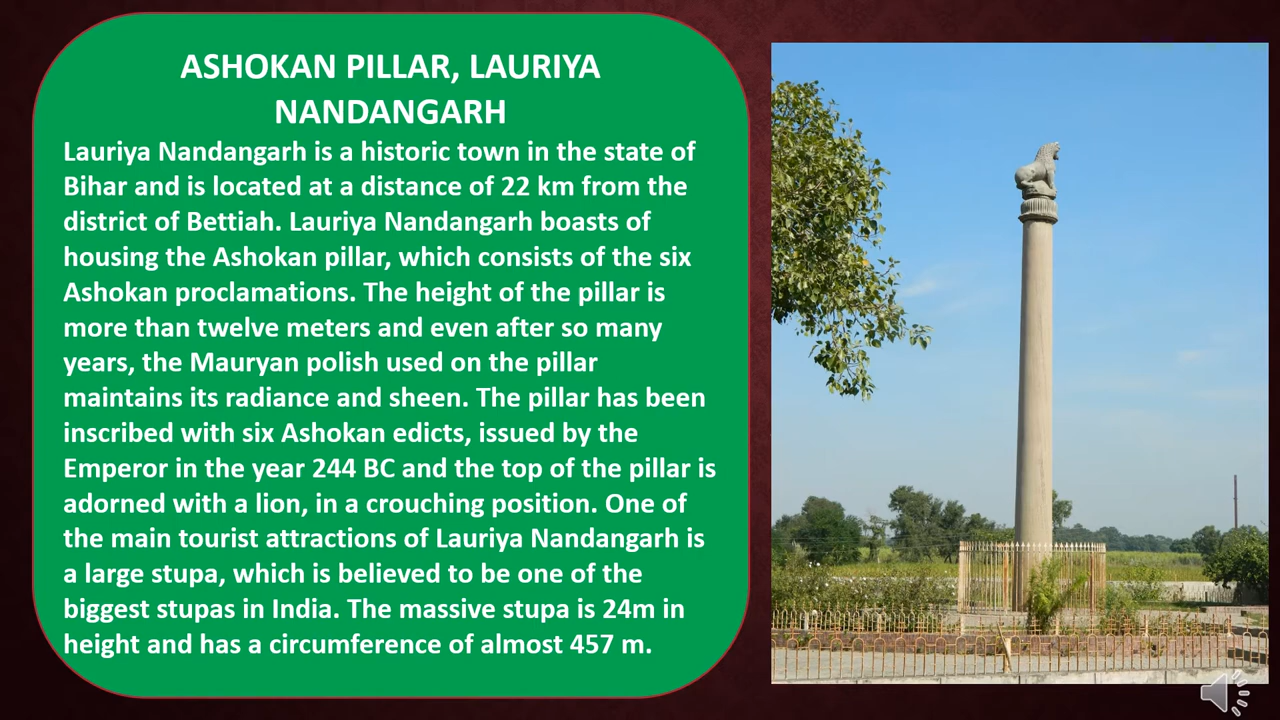 ASHOKAN PILLAR, LAURIYA
NANDANGARH
Lauriya Nandangarh is a historic town in the state of
Bihar and is located at a distance of 22 km from the
district of Bettiah. Lauriya Nandangarh boasts of
housing the Ashokan pillar, which consists of the six
Ashokan proclamations. The height of the pillar is
more than twelve meters and even after so many
years, the Mauryan polish used on the pillar
maintains its radiance and sheen. The pillar has been
inscribed with six Ashokan edicts, issued by the
Emperor in the year 244 BC and the top of the pillar is
adorned with a lion, in a crouching position. One of
the main tourist attractions of Lauriya Nandangarh is
a large stupa, which is believed to be one of the
biggest stupas in India. The massive stupa is 24m in
height and has a circumference of almost 457 m.